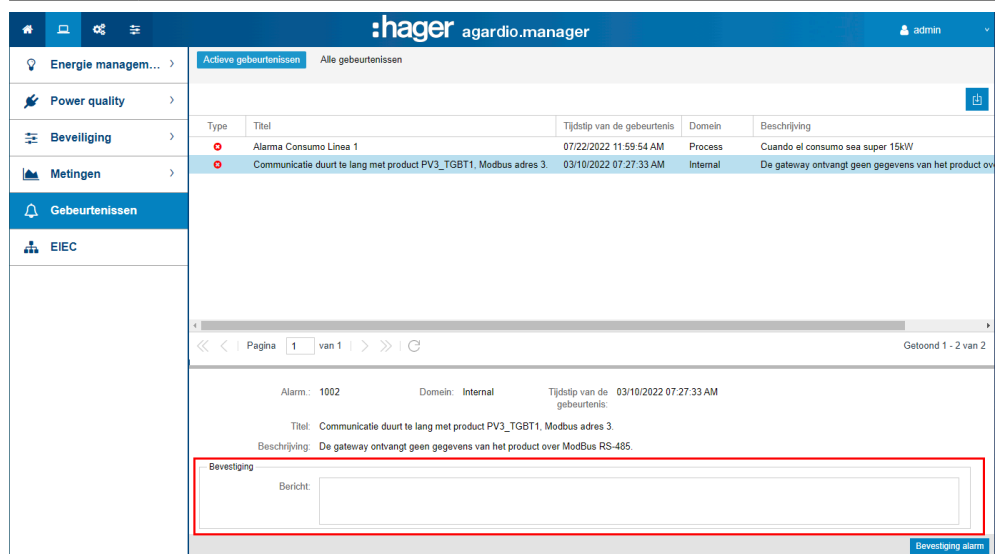 :hager agardio.manager
admin
Energie managem...
Power quality
Beveiliging
Metingen
Gebeurtenissen
EIEC
Actieve gebeurtenissen Alle gebeurtenissen
Type Titel Tijdstip van de gebeurtenis Domein Beschrijving
Alarma Consumo Linea 1 07/22/2022 11:59:54 AM Process Cuando el consumo sea super 15kW
Communicatie duurt te lang met product PV3_TGBT1, Modbus adres 3. 03/10/2022 07:27:33 AM Internal De gateway ontvangt geen gegevens van het product ov
Pagina 1 van 1 Getoond 1 - 2 van 2
Alarm.: 1002 Domein: Internal Tijdstip van de 03/10/2022 07:27:33 AM
gebeurtenis:
Titel: Communicatie duurt te lang met product PV3_TGBT1, Modbus adres 3.
Beschrijving: De gateway ontvangt geen gegevens van het product over ModBus RS-485.
Bevestiging
Bericht:
Bevestiging alarm